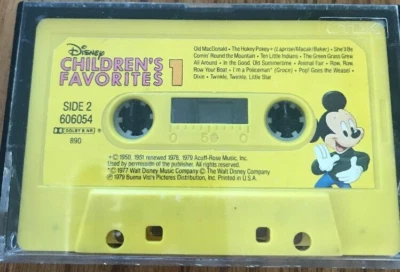 Disney
CHILDREN'S
FAVORITES 1
Old MacDonald • The Hokey Pokey • (Laprise/Macak/Baker) • She'll Be
Comin' Round the Mountain • Ten Little Indians • The Green Grass Grew
All Around • In the Good, Old Summertime • Animal Fair • Row, Row,
Row Your Boat • I'm a Policeman (Grace) • Pop! Goes the Weasel •
Dixie • Twinkle, Twinkle, Little Star
SIDE 2
606054
DOLBY B NR
890
•© 1950, 1951 renewed 1978, 1979 Acuff-Rose Music, Inc.
Used by permission of the publisher. All rights reserved.
•©1977 Walt Disney Music Company © The Walt Disney Company
℗ 1979 Buena Vista Pictures Distribution, Inc. Printed in U.S.A.